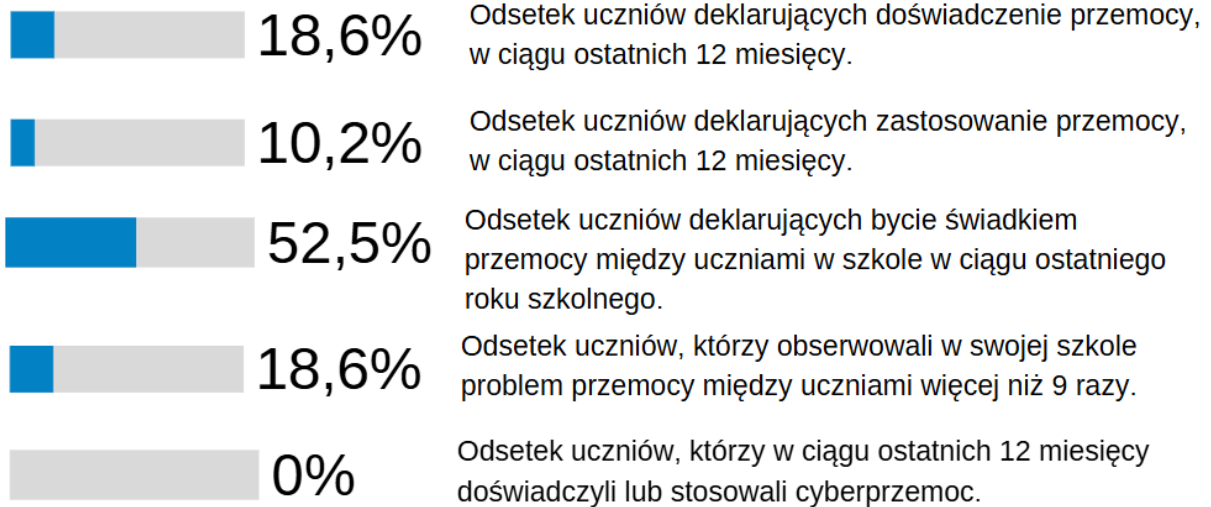 18,6%
Odsetek uczniów deklarujących doświadczenie przemocy,
w ciągu ostatnich 12 miesięcy.
10,2%
Odsetek uczniów deklarujących zastosowanie przemocy,
w ciągu ostatnich 12 miesięcy.
52,5%
Odsetek uczniów deklarujących bycie świadkiem
przemocy między uczniami w szkole w ciągu ostatniego
roku szkolnego.
18,6%
Odsetek uczniów, którzy obserwowali w swojej szkole
problem przemocy między uczniami więcej niż 9 razy.
0%
Odsetek uczniów, którzy w ciągu ostatnich 12 miesięcy
doświadczyli lub stosowali cyberprzemoc.